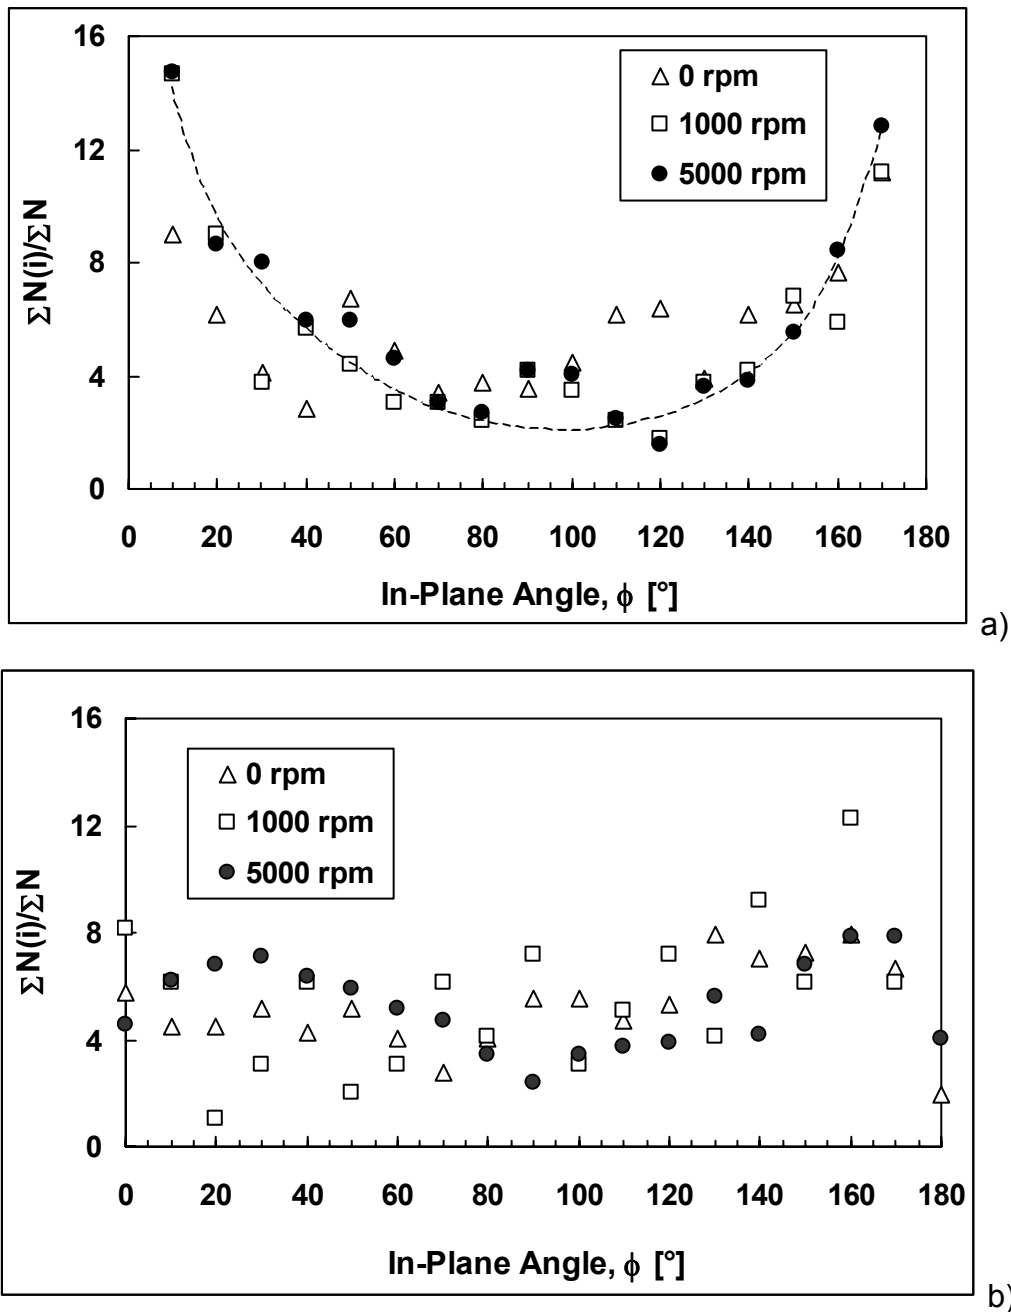 16
12
8
4
0
ΣN(i)/ΣN
0 rpm
1000 rpm
5000 rpm
0 20 40 60 80 100 120 140 160 180
In-Plane Angle, ϕ [°]
a)
16
12
8
4
0
ΣN(i)/ΣN
0 rpm
1000 rpm
5000 rpm
0 20 40 60 80 100 120 140 160 180
In-Plane Angle, ϕ [°]
b)